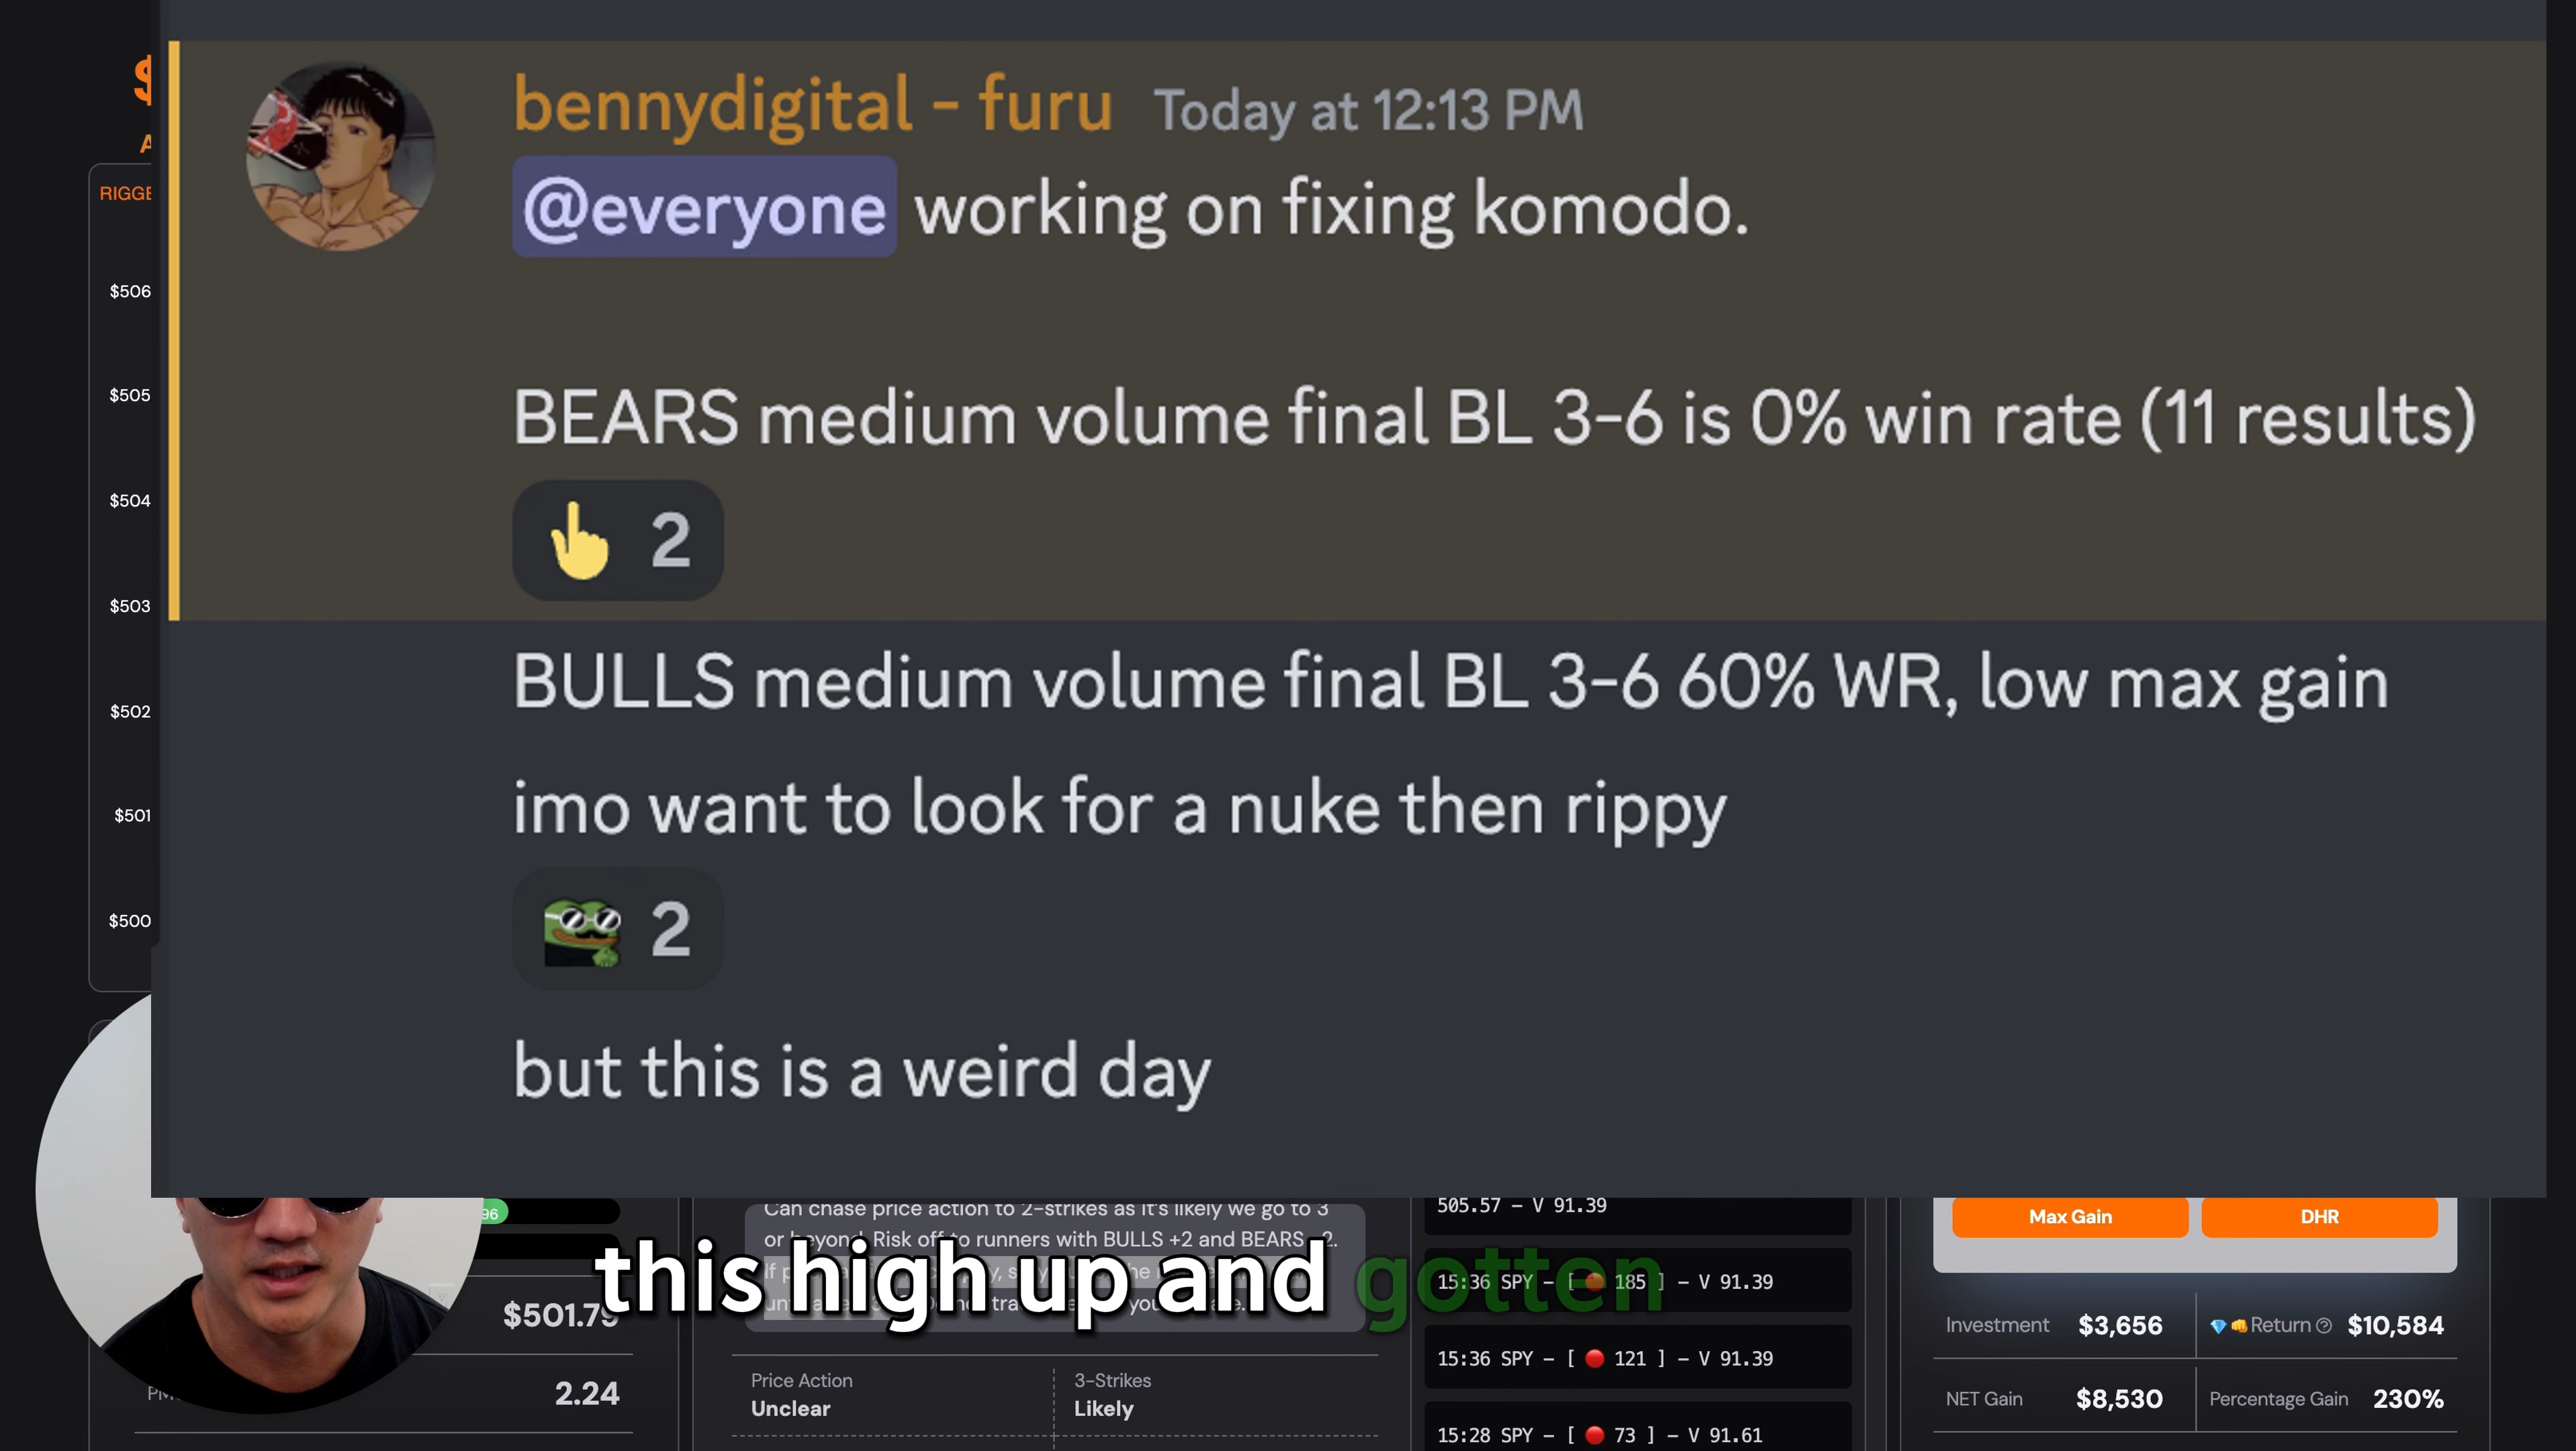 $
A
RIGGE
$506
$505
$504
$503
$502
$501
$500
bennydigital - furu Today at 12:13 PM
@everyone working on fixing komodo.
BEARS medium volume final BL 3-6 is 0% win rate (11 results)
2
BULLS medium volume final BL 3-6 60% WR, low max gain
imo want to look for a nuke then rippy
2
but this is a weird day
96
$501.79
2.24
Can chase price action to 2-strikes as it's likely we go to 3
or beyond. Risk off to runners with BULLS +2 and BEARS -2.
this high up and gotten
Price Action
Unclear
3-Strikes
Likely
505.57 – V 91.39
15:36 SPY – [ 🔴 185 ] – V 91.39
15:36 SPY – [ 🔴 121 ] – V 91.39
15:28 SPY – [ 🔴 73 ] – V 91.61
Max Gain
DHR
Investment $3,656
Return $10,584
NET Gain $8,530
Percentage Gain 230%